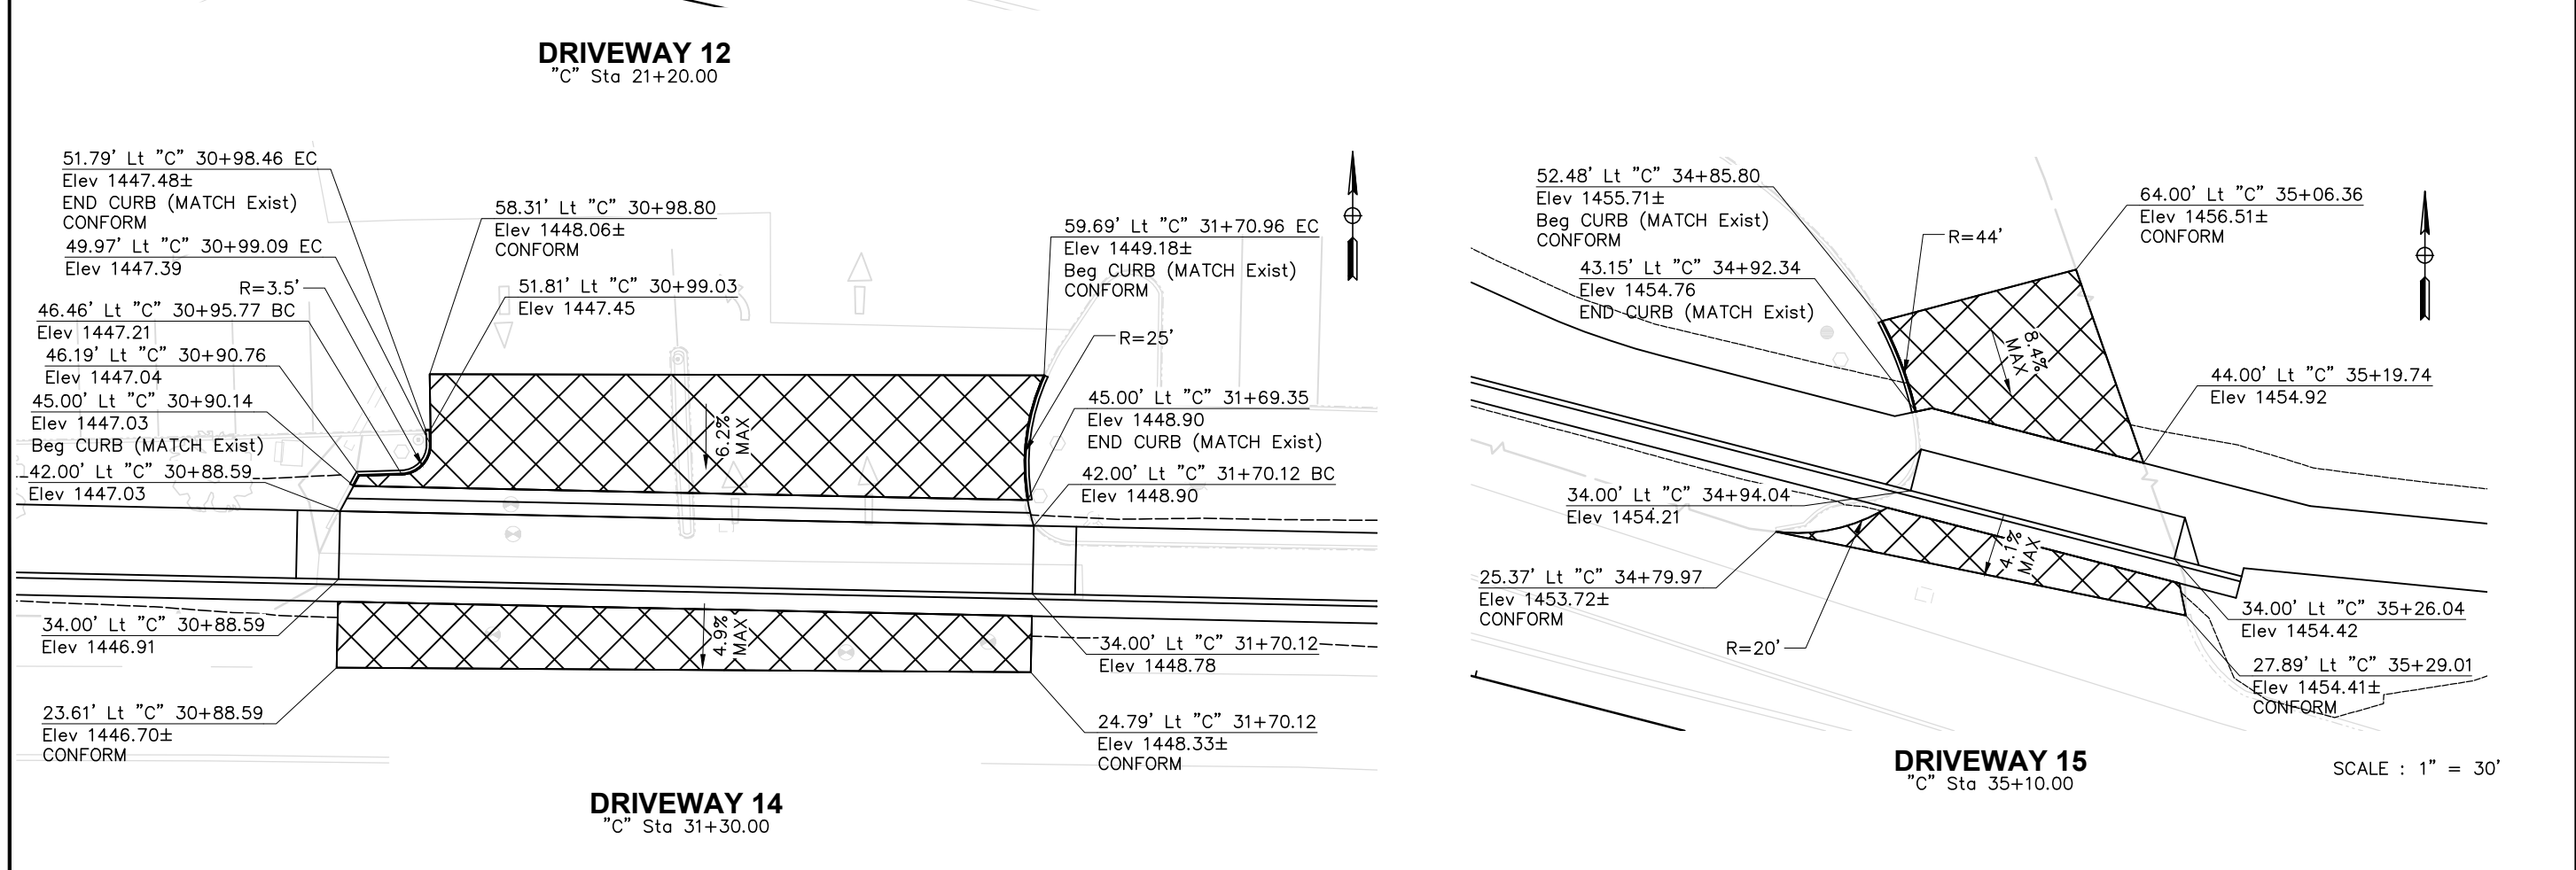 DRIVEWAY 12
"C" Sta 21+20.00
51.79' Lt "C" 30+98.46 EC
Elev 1447.48±
END CURB (MATCH Exist)
CONFORM
49.97' Lt "C" 30+99.09 EC
Elev 1447.39
R=3.5'
46.46' Lt "C" 30+95.77 BC
Elev 1447.21
46.19' Lt "C" 30+90.76
Elev 1447.04
45.00' Lt "C" 30+90.14
Elev 1447.03
Beg CURB (MATCH Exist)
42.00' Lt "C" 30+88.59
Elev 1447.03
34.00' Lt "C" 30+88.59
Elev 1446.91
23.61' Lt "C" 30+88.59
Elev 1446.70±
CONFORM
58.31' Lt "C" 30+98.80
Elev 1448.06±
CONFORM
51.81' Lt "C" 30+99.03
Elev 1447.45
6.2%
MAX
4.9%
MAX
59.69' Lt "C" 31+70.96 EC
Elev 1449.18±
Beg CURB (MATCH Exist)
CONFORM
R=25'
45.00' Lt "C" 31+69.35
Elev 1448.90
END CURB (MATCH Exist)
42.00' Lt "C" 31+70.12 BC
Elev 1448.90
34.00' Lt "C" 31+70.12
Elev 1448.78
24.79' Lt "C" 31+70.12
Elev 1448.33±
CONFORM
DRIVEWAY 14
"C" Sta 31+30.00
52.48' Lt "C" 34+85.80
Elev 1455.71±
Beg CURB (MATCH Exist)
CONFORM
43.15' Lt "C" 34+92.34
Elev 1454.76
END CURB (MATCH Exist)
34.00' Lt "C" 34+94.04
Elev 1454.21
25.37' Lt "C" 34+79.97
Elev 1453.72±
CONFORM
R=20'
R=44'
8.4%
MAX
4.1%
MAX
64.00' Lt "C" 35+06.36
Elev 1456.51±
CONFORM
44.00' Lt "C" 35+19.74
Elev 1454.92
34.00' Lt "C" 35+26.04
Elev 1454.42
27.89' Lt "C" 35+29.01
Elev 1454.41±
CONFORM
DRIVEWAY 15
"C" Sta 35+10.00
SCALE : 1" = 30'